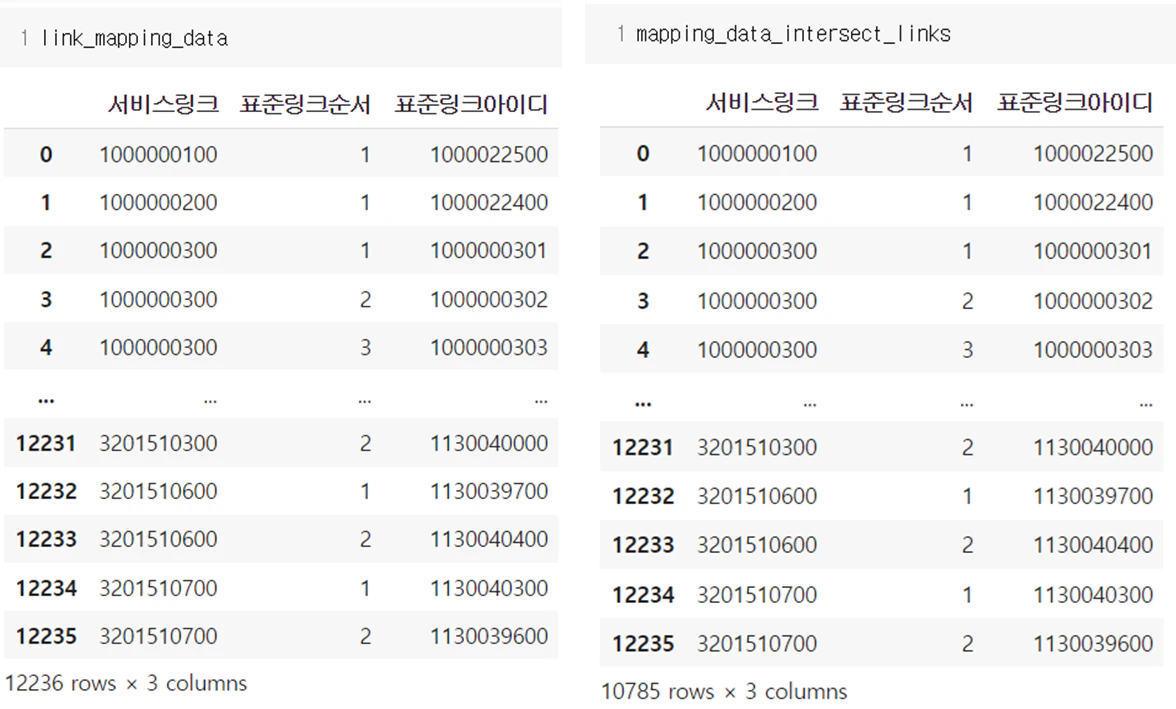 1 link_mapping_data
서비스링크 표준링크순서 표준링크아이디
0 1000000100 1 1000022500
1 1000000200 1 1000022400
2 1000000300 1 1000000301
3 1000000300 2 1000000302
4 1000000300 3 1000000303
... ... ... ...
12231 3201510300 2 1130040000
12232 3201510600 1 1130039700
12233 3201510600 2 1130040400
12234 3201510700 1 1130040300
12235 3201510700 2 1130039600
12236 rows × 3 columns
1 mapping_data_intersect_links
서비스링크 표준링크순서 표준링크아이디
0 1000000100 1 1000022500
1 1000000200 1 1000022400
2 1000000300 1 1000000301
3 1000000300 2 1000000302
4 1000000300 3 1000000303
... ... ... ...
12231 3201510300 2 1130040000
12232 3201510600 1 1130039700
12233 3201510600 2 1130040400
12234 3201510700 1 1130040300
12235 3201510700 2 1130039600
10785 rows × 3 columns